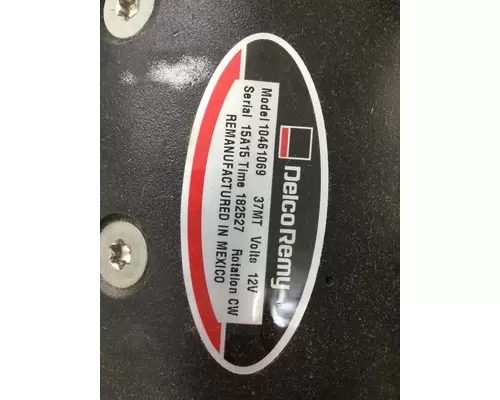 Delco Remy
Model 10461069 37MT Volts 12V
Serial 15A15 Time 182527 Rotation CW
REMANUFACTURED IN MEXICO